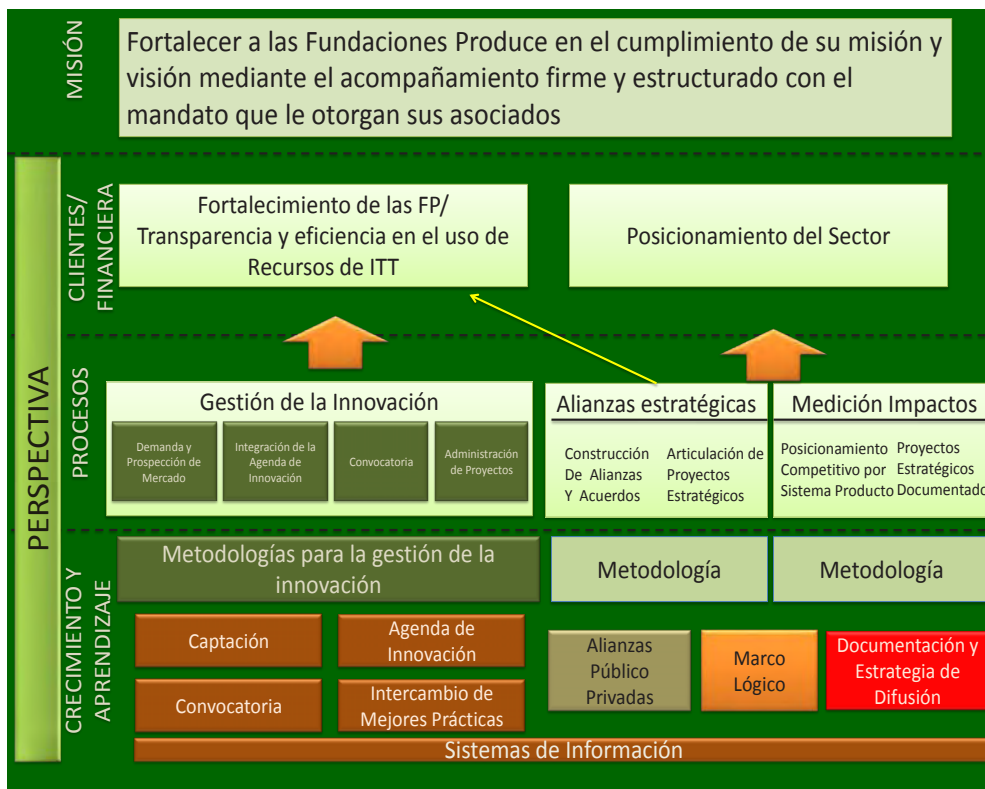 MISIÓN
Fortalecer a las Fundaciones Produce en el cumplimiento de su misión y
visión mediante el acompañamiento firme y estructurado con el
mandato que le otorgan sus asociados
PERSPECTIVA
CLIENTES/
FINANCIERA
Fortalecimiento de las FP/
Transparencia y eficiencia en el uso de
Recursos de ITT
Posicionamiento del Sector
PROCESOS
Gestión de la Innovación
Demanda y
Prospección de
Mercado
Integración de la
Agenda de
Innovación
Convocatoria
Administración
de Proyectos
Alianzas estratégicas
Construcción
De Alianzas
Y Acuerdos
Articulación de
Proyectos
Estratégicos
Medición Impactos
Posicionamiento
Competitivo por
Sistema Producto
Proyectos
Estratégicos
Documentado
CRECIMIENTO Y
APRENDIZAJE
Metodologías para la gestión de la
innovación
Metodología
Metodología
Captación
Agenda de
Innovación
Convocatoria
Intercambio de
Mejores Prácticas
Alianzas
Público
Privadas
Marco
Lógico
Documentación y
Estrategia de
Difusión
Sistemas de Información